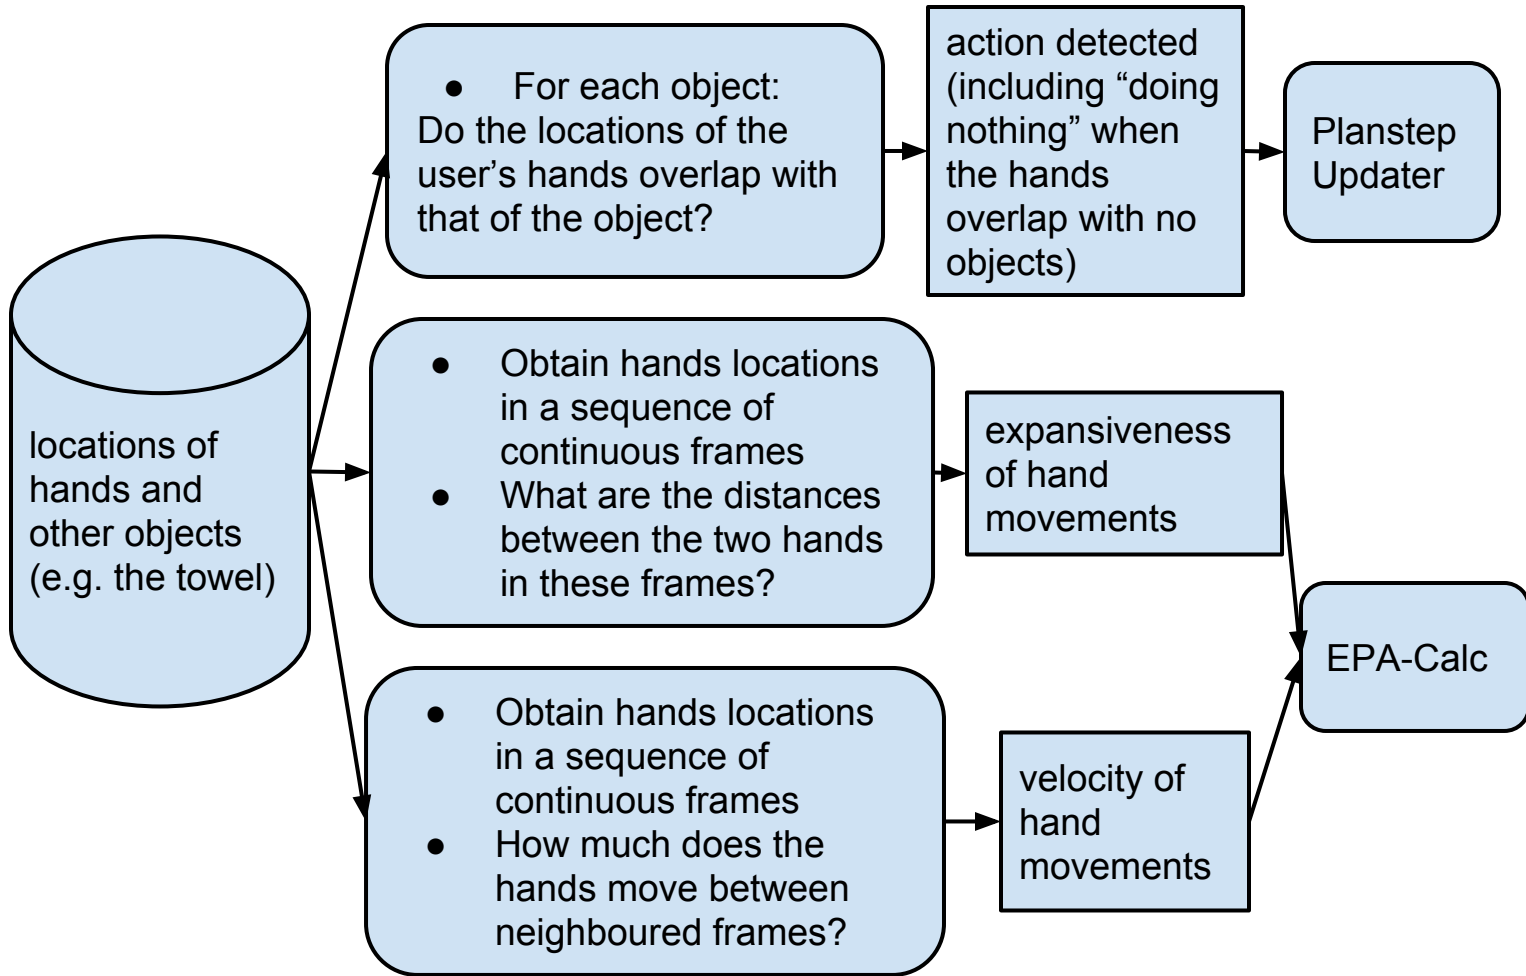 locations of
hands and
other objects
(e.g. the towel)
● For each object:
Do the locations of the
user’s hands overlap with
that of the object?
action detected
(including “doing
nothing” when
the hands
overlap with no
objects)
Planstep
Updater
● Obtain hands locations
in a sequence of
continuous frames
● What are the distances
between the two hands
in these frames?
expansiveness
of hand
movements
● Obtain hands locations
in a sequence of
continuous frames
● How much does the
hands move between
neighboured frames?
velocity of
hand
movements
EPA-Calc